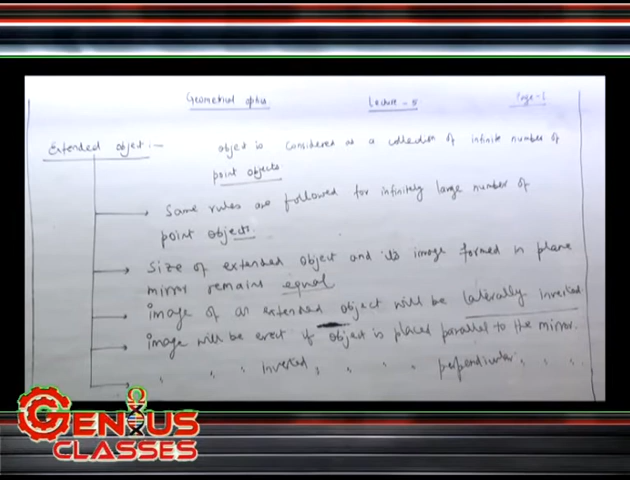 Geometrical optics Lecture - 5 Page-1
Extended object :- object is considered as a collection of infinite number of
point objects.
Same rules are followed for infinitely large number of
point objects.
Size of extended object and its image formed in plane
mirror remains equal
image of an extended object will be laterally inverted
image will be erect if object is placed parallel to the mirror.
" " " inverted " " " " perpendicular " " "
GENIUS
CLASSES